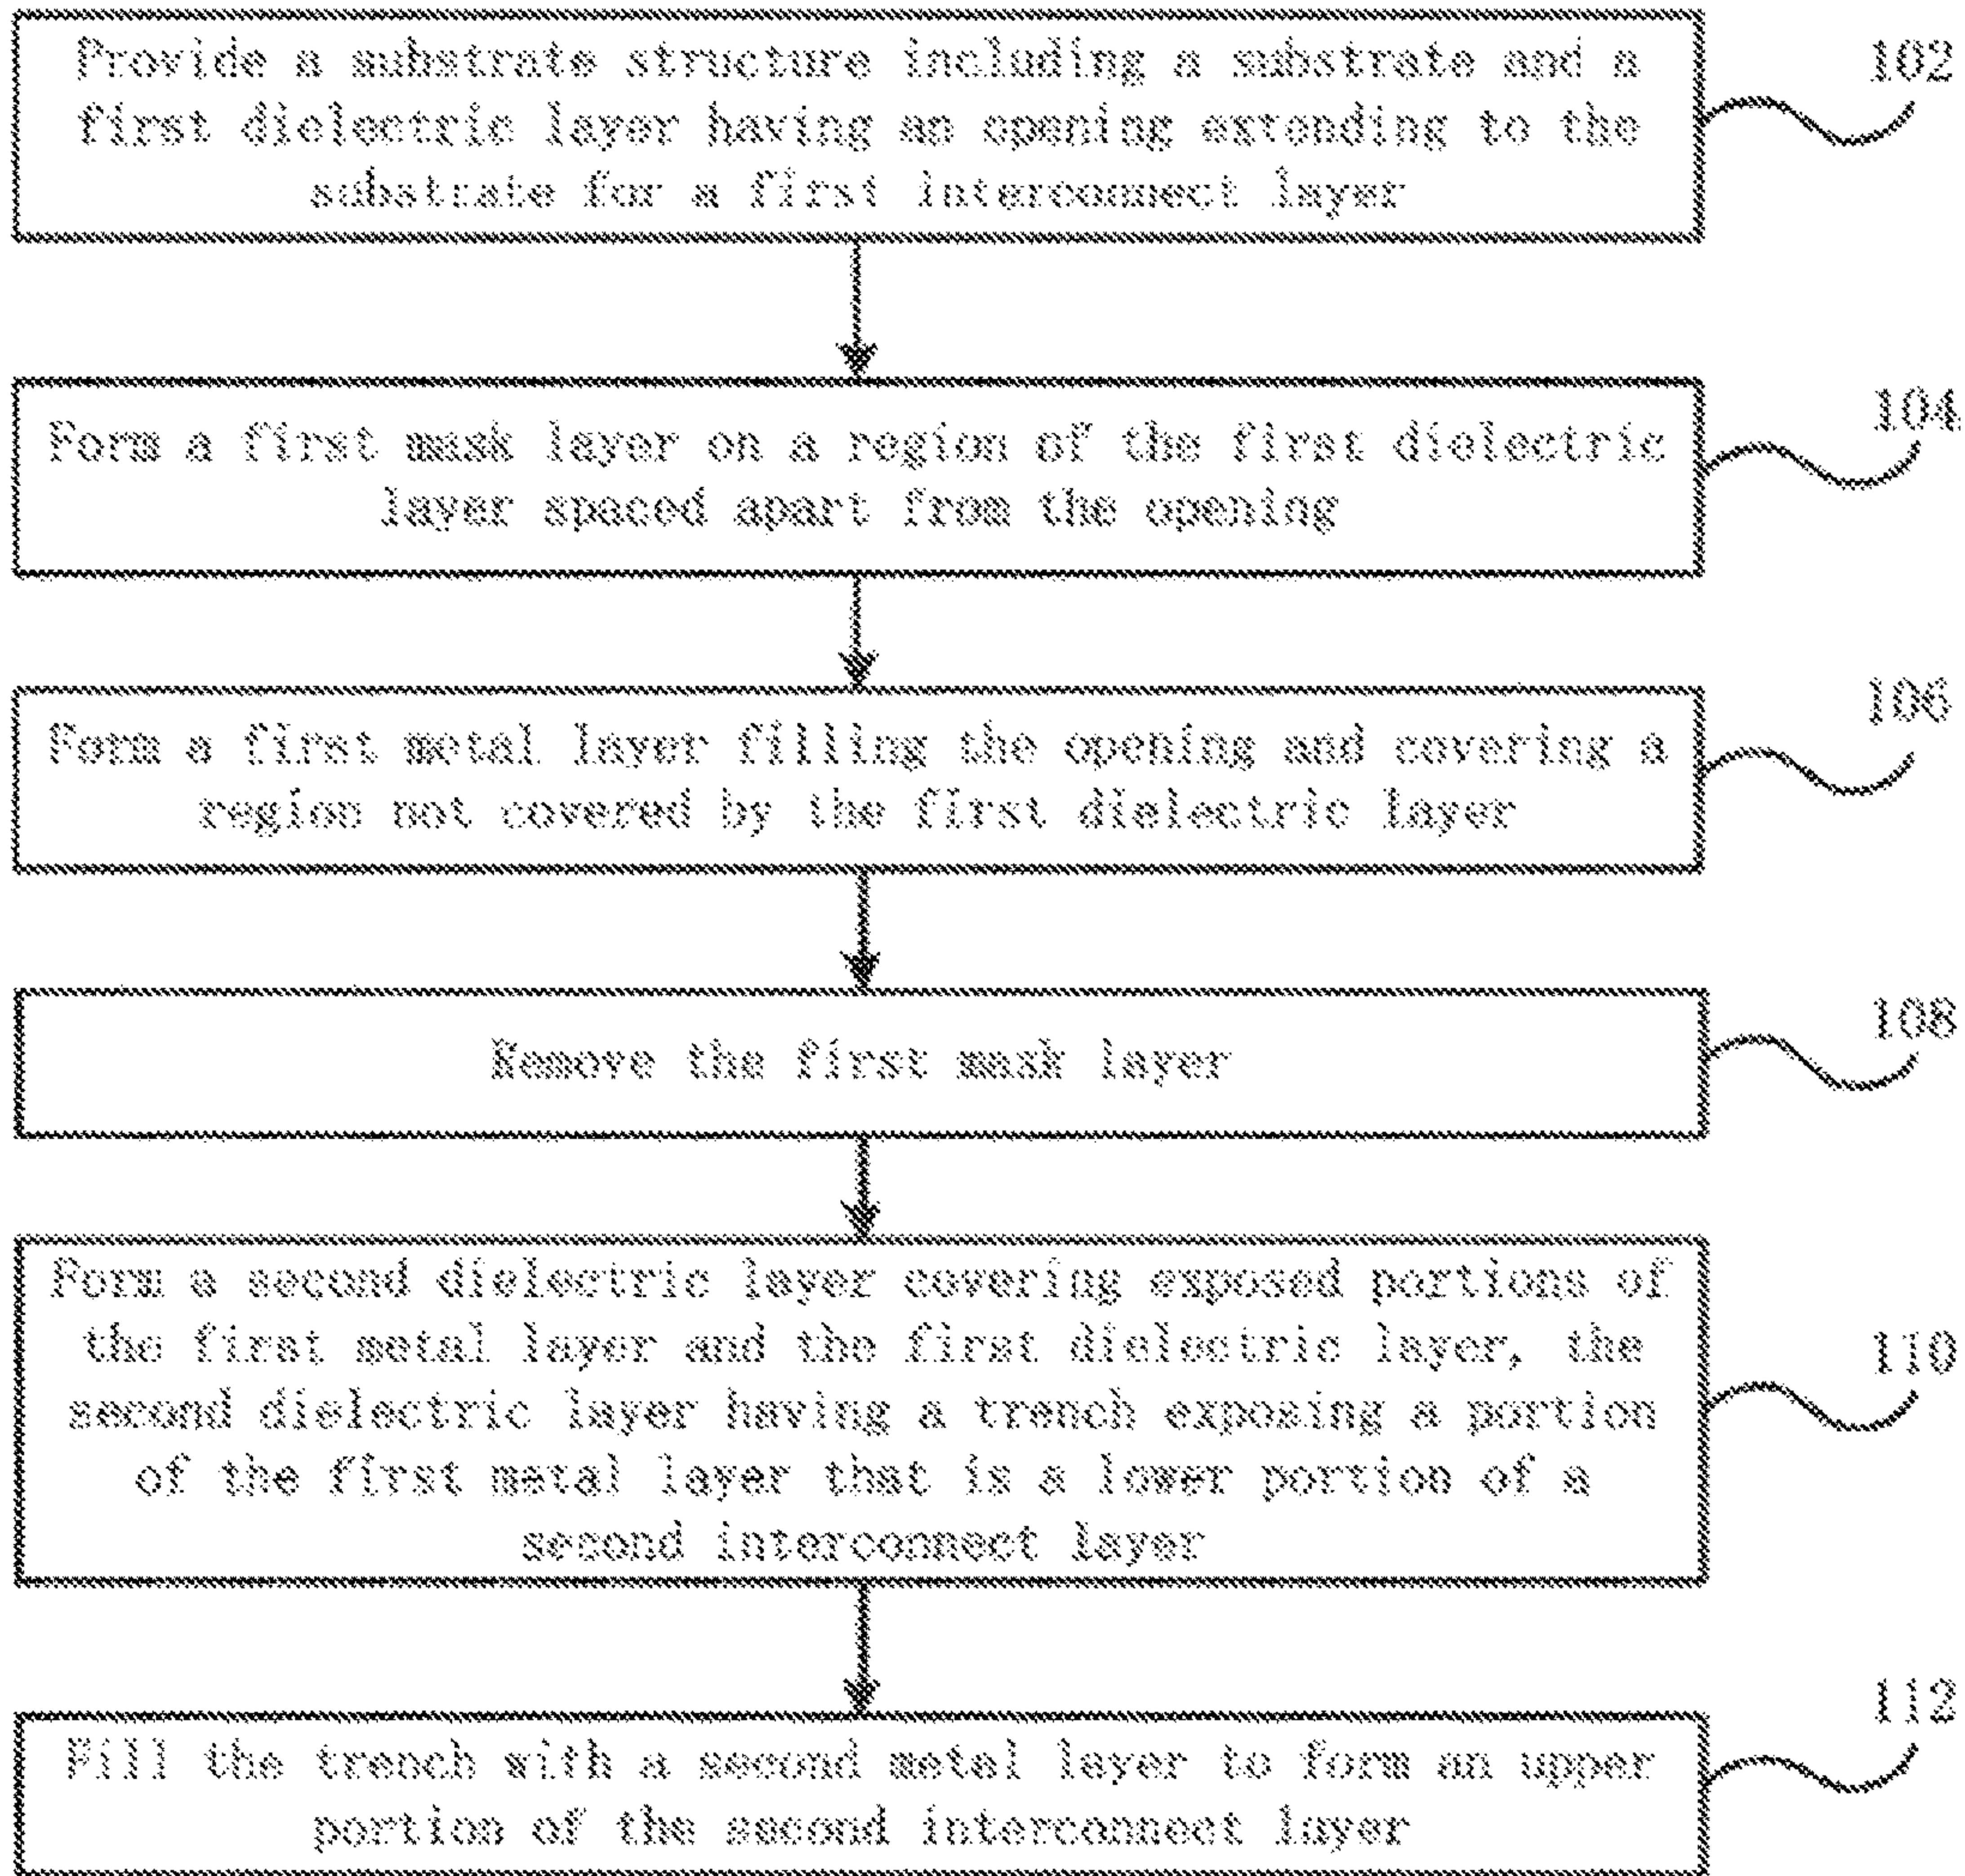 Provide a substrate structure including a substrate and a
102
first dielectric layer having an opening extending to the
substrate for a first interconnect layer
104
Form a first mask layer on a region of the first dielectric
layer spaced apart from the opening
106
Form a first metal layer filling the opening and covering a
region not covered by the first dielectric layer
108
Remove the first mask layer
Form a second dielectric layer covering exposed portions of
the first metal layer and the first dielectric layer, the
110
second dielectric layer having a trench exposing a portion
of the first metal layer that is a lower portion of a
second interconnect layer
112
Fill the trench with a second metal layer to form an upper
portion of the second interconnect layer